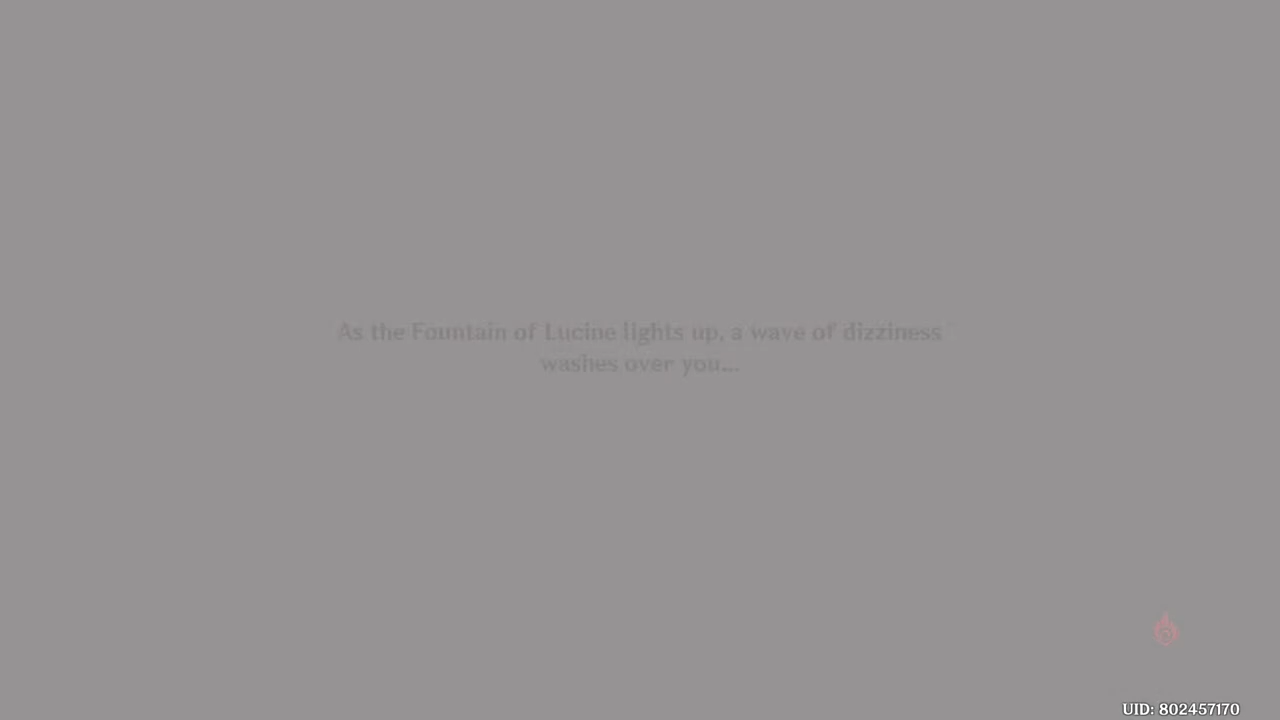 As the Fountain of Lucine lights up, a wave of dizziness
washes over you...
UID: 802457170